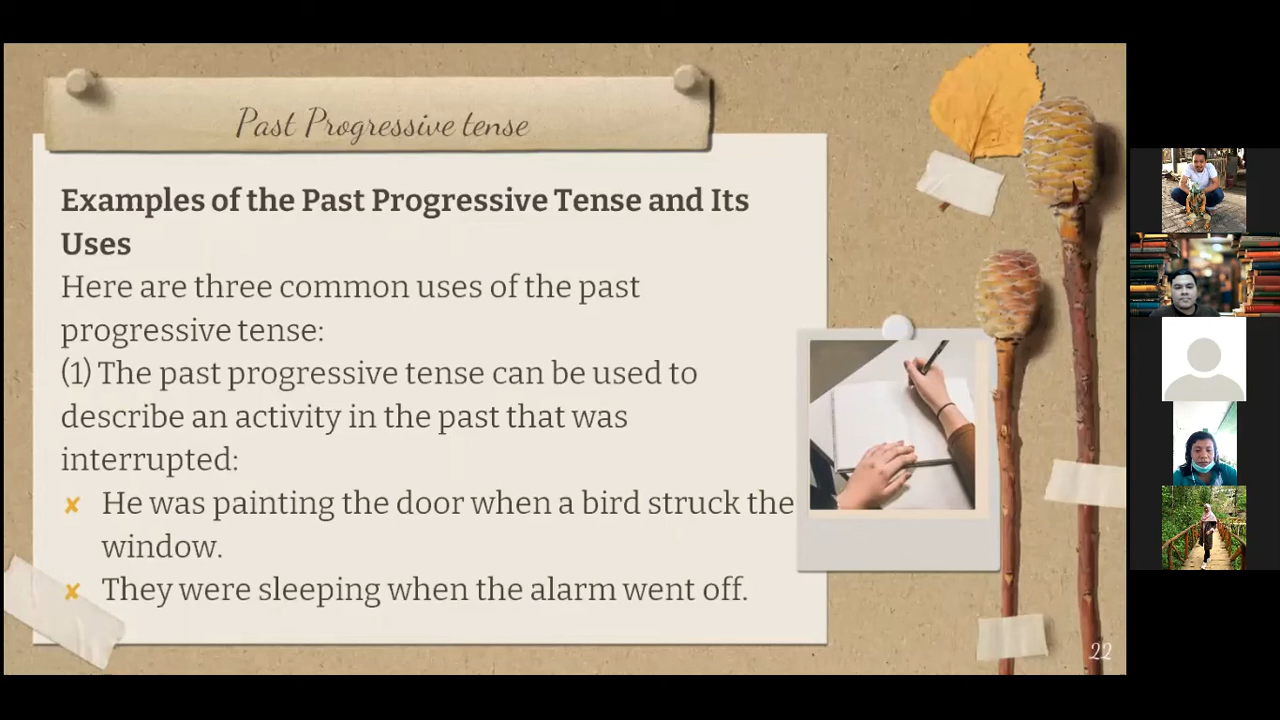 Past Progressive tense
Examples of the Past Progressive Tense and Its
Uses
Here are three common uses of the past
progressive tense:
(1) The past progressive tense can be used to
describe an activity in the past that was
interrupted:
✘ He was painting the door when a bird struck the
window.
✘ They were sleeping when the alarm went off.
22